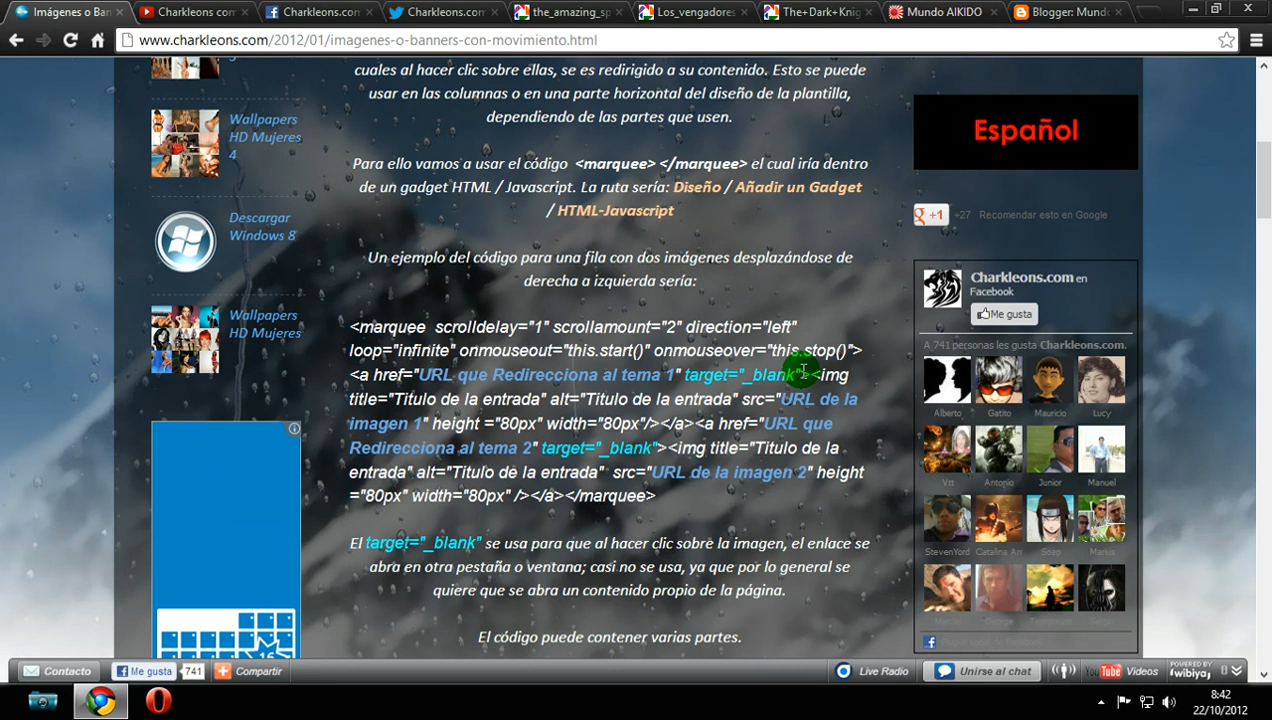 Imágenes o Ban
Charkleons com
Charkleons.com
Charkleons.com
the_amazing_sp
Los_vengadores
The+Dark+Knig
Mundo AIKIDO
Blogger: Mund
www.charkleons.com/2012/01/imagenes-o-banners-con-movimiento.html
Wallpapers
HD Mujeres
4
Descargar
Windows 8
Wallpapers
HD Mujeres
cuales al hacer clic sobre ellas, se es redirigido a su contenido. Esto se puede
usar en las columnas o en una parte horizontal del diseño de la plantilla,
dependiendo de las partes que usen.
Para ello vamos a usar el código <marquee> </marquee> el cual iría dentro
de un gadget HTML / Javascript. La ruta sería: Diseño / Añadir un Gadget
/ HTML-Javascript
Un ejemplo del código para una fila con dos imágenes desplazándose de
derecha a izquierda sería:
<marquee scrolldelay="1" scrollamount="2" direction="left"
loop="infinite" onmouseout="this.start()" onmouseover="this.stop()">
<a href="URL que Redirecciona al tema 1" target="_blank"><img
title="Titulo de la entrada" alt="Titulo de la entrada" src="URL de la
imagen 1" height ="80px" width="80px"/></a><a href="URL que
Redirecciona al tema 2" target="_blank"><img title="Titulo de la
entrada" alt="Titulo de la entrada" src="URL de la imagen 2" height
="80px" width="80px" /></a></marquee>
El target="_blank" se usa para que al hacer clic sobre la imagen, el enlace se
abra en otra pestaña o ventana; casi no se usa, ya que por lo general se
quiere que se abra un contenido propio de la página.
El código puede contener varias partes.
Español
g +1 +27 Recomendar esto en Google
Charkleons.com en
Facebook
Me gusta
A 741 personas les gusta Charkleons.com.
Alberto Gatito Mauricio Lucy
Vtt Antonio Junior Manuel
StevenYord Catalina An Soap Marius
Contacto
Me gusta 741
Compartir
Live Radio
Unirse al chat
YouTube Videos
POWERED BY
wibiya
8:42
22/10/2012